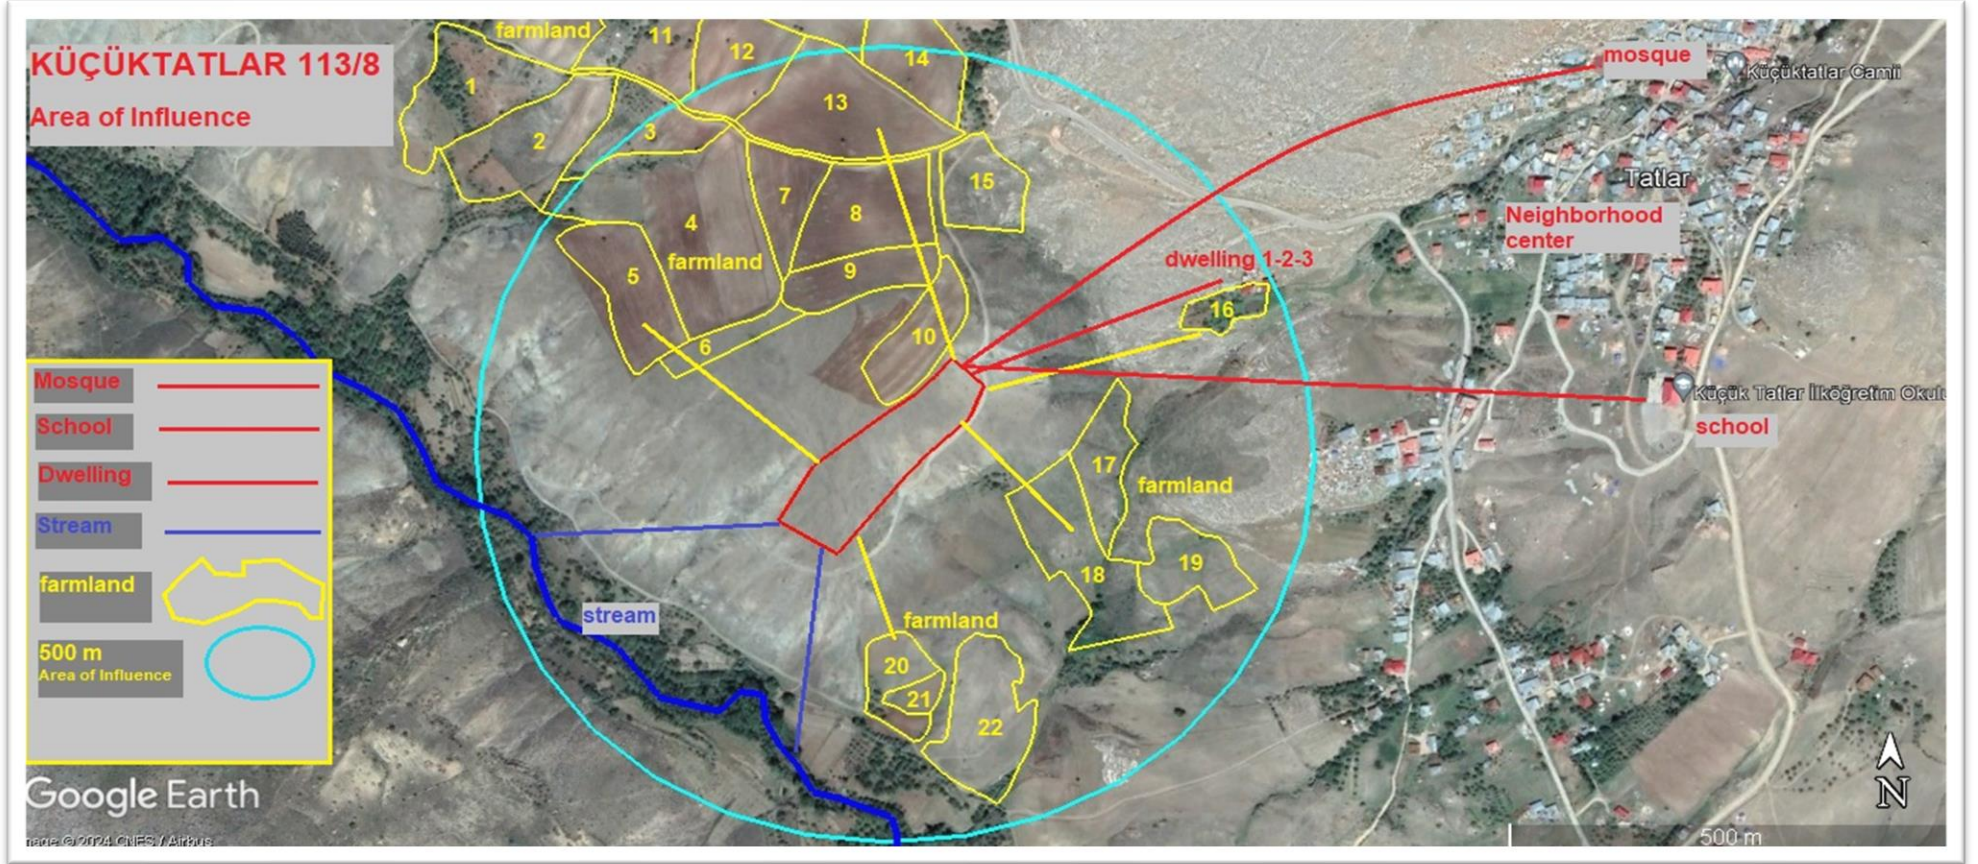 KÜÇÜKTATLAR 113/8
Area of Influence
farmland
11
12
14
1
13
2
3
15
7
4
8
farmland
5
9
10
6
mosque
Küçüktatlar Camii
Tatlar
Neighborhood
center
dwelling 1-2-3
16
Küçük Tatlar İlköğretim Okulu
school
17
farmland
18
19
stream
farmland
20
21
22
Mosque
School
Dwelling
Stream
farmland
500 m
Area of Influence
Google Earth
mage © 2024 CNES / Airbus
N
500 m